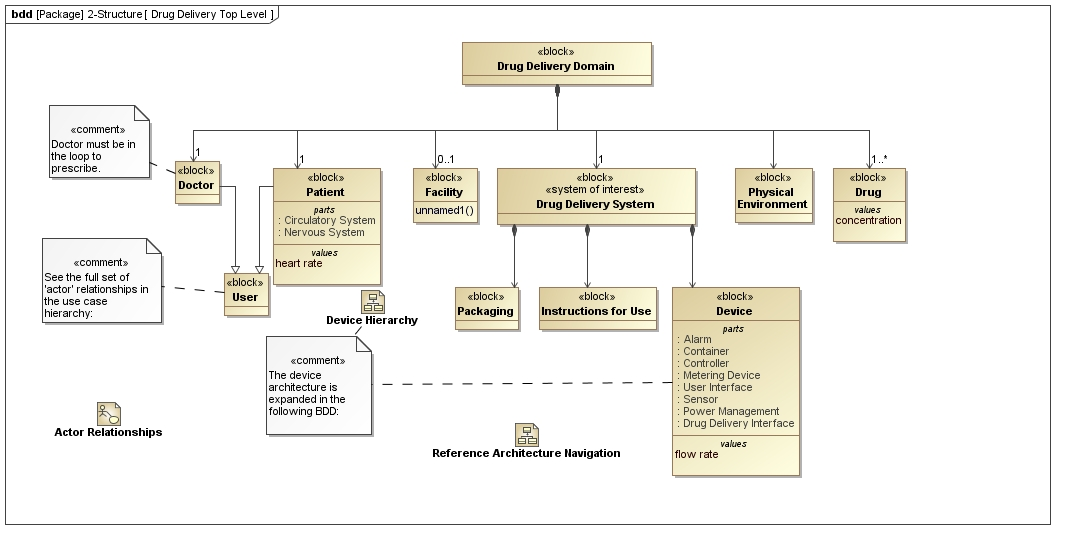 bdd [Package] 2-Structure [ Drug Delivery Top Level ]
«block»
Drug Delivery Domain
«comment»
Doctor must be in
the loop to
prescribe.
1
«block»
Doctor
1
«block»
Patient
parts
: Circulatory System
: Nervous System
values
heart rate
0..1
«block»
Facility
unnamed1()
1
«block»
«system of interest»
Drug Delivery System
«block»
Physical
Environment
1..*
«block»
Drug
values
concentration
«comment»
See the full set of
'actor' relationships in
the use case
hierarchy:
«block»
User
«block»
Packaging
«block»
Instructions for Use
«block»
Device
parts
: Alarm
: Container
: Controller
: Metering Device
: User Interface
: Sensor
: Power Management
: Drug Delivery Interface
values
flow rate
Device Hierarchy
«comment»
The device
architecture is
expanded in the
following BDD:
Actor Relationships
Reference Architecture Navigation